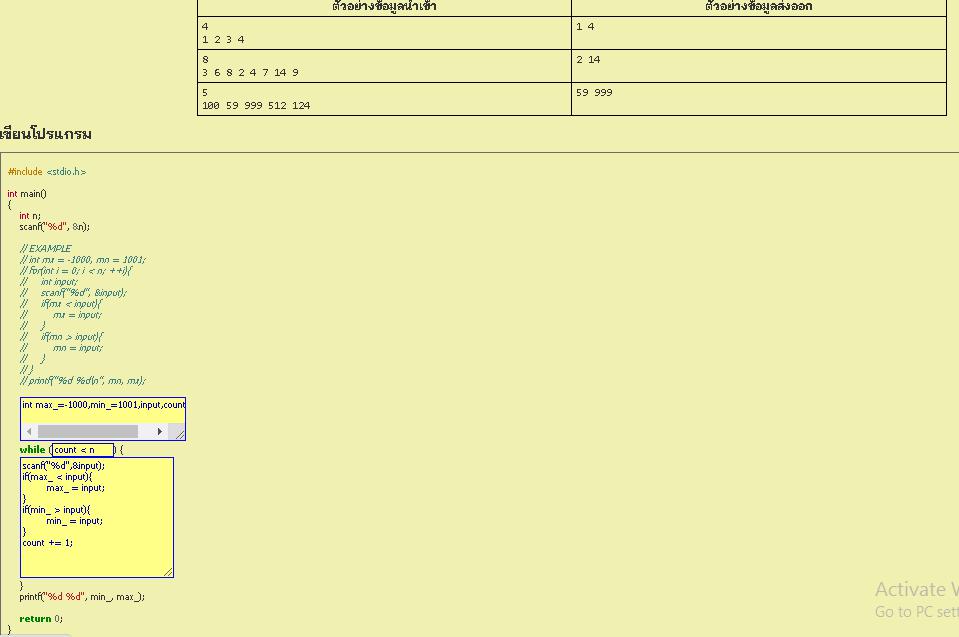 ตัวอย่างข้อมูลนำเข้า ตัวอย่างข้อมูลส่งออก
4 1 4
1 2 3 4
8 2 14
3 6 8 2 4 7 14 9
5 59 999
100 59 999 512 124
เขียนโปรแกรม
#include <stdio.h>
int main()
{
int n;
scanf("%d", &n);
// EXAMPLE
// int mx = -1000, mn = 1001;
// for(int i = 0; i < n; ++i){
// int input;
// scanf("%d", &input);
// if(mx < input){
// mx = input;
// }
// if(mn > input){
// mn = input;
// }
// }
// printf("%d %d\n", mn, mx);
int max_=-1000,min_=1001,input,count
while (count < n) {
scanf("%d",&input);
if(max_ < input){
max_ = input;
}
if(min_ > input){
min_ = input;
}
count += 1;
}
printf("%d %d", min_, max_);
return 0;
}
Activate W
Go to PC sett